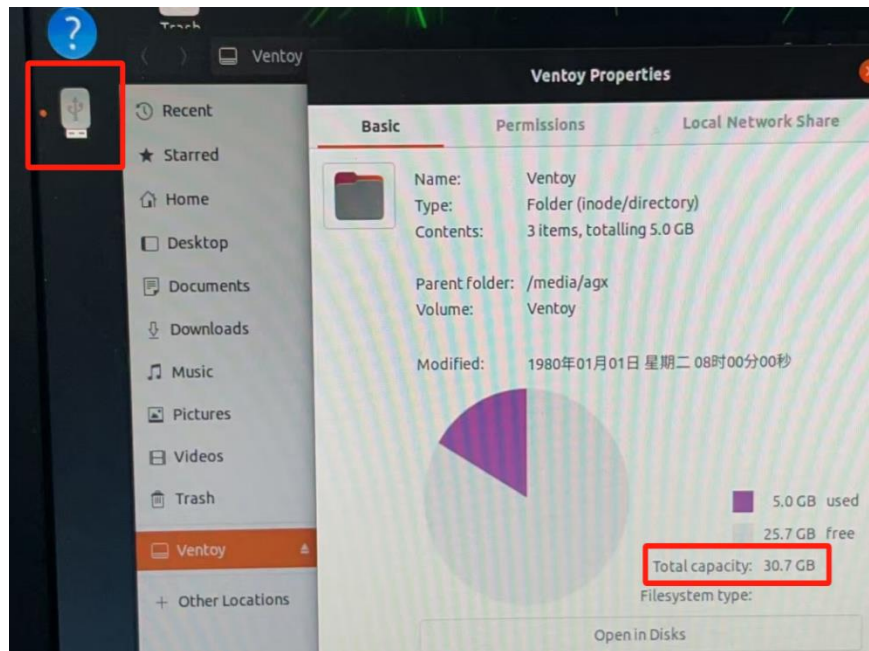 ?
Trash
Ventoy
Ventoy Properties
Recent
Starred
Home
Desktop
Documents
Downloads
Music
Pictures
Videos
Trash
Ventoy
+ Other Locations
Basic Permissions Local Network Share
Name: Ventoy
Type: Folder (inode/directory)
Contents: 3 items, totalling 5.0 GB
Parent folder: /media/agx
Volume: Ventoy
Modified: 1980年01月01日 星期二 08时00分00秒
5.0 GB used
25.7 GB free
Total capacity: 30.7 GB
Filesystem type:
Open in Disks